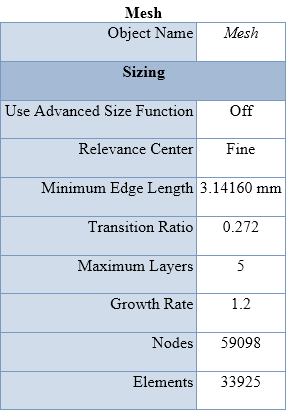 Mesh
Object Name Mesh
Sizing
Use Advanced Size Function Off
Relevance Center Fine
Minimum Edge Length 3.14160 mm
Transition Ratio 0.272
Maximum Layers 5
Growth Rate 1.2
Nodes 59098
Elements 33925